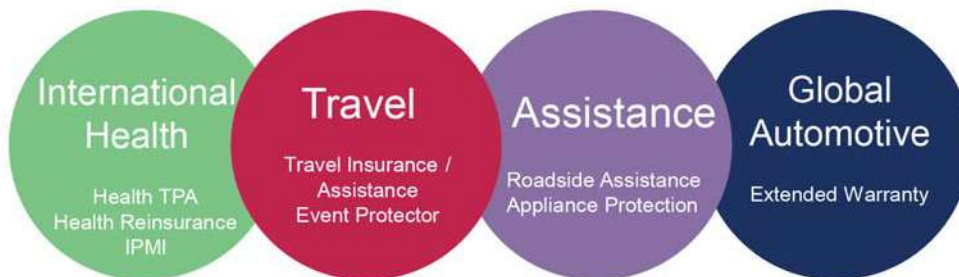 International
Health
Health TPA
Health Reinsurance
IPMI
Travel
Travel Insurance /
Assistance
Event Protector
Assistance
Roadside Assistance
Appliance Protection
Global
Automotive
Extended Warranty